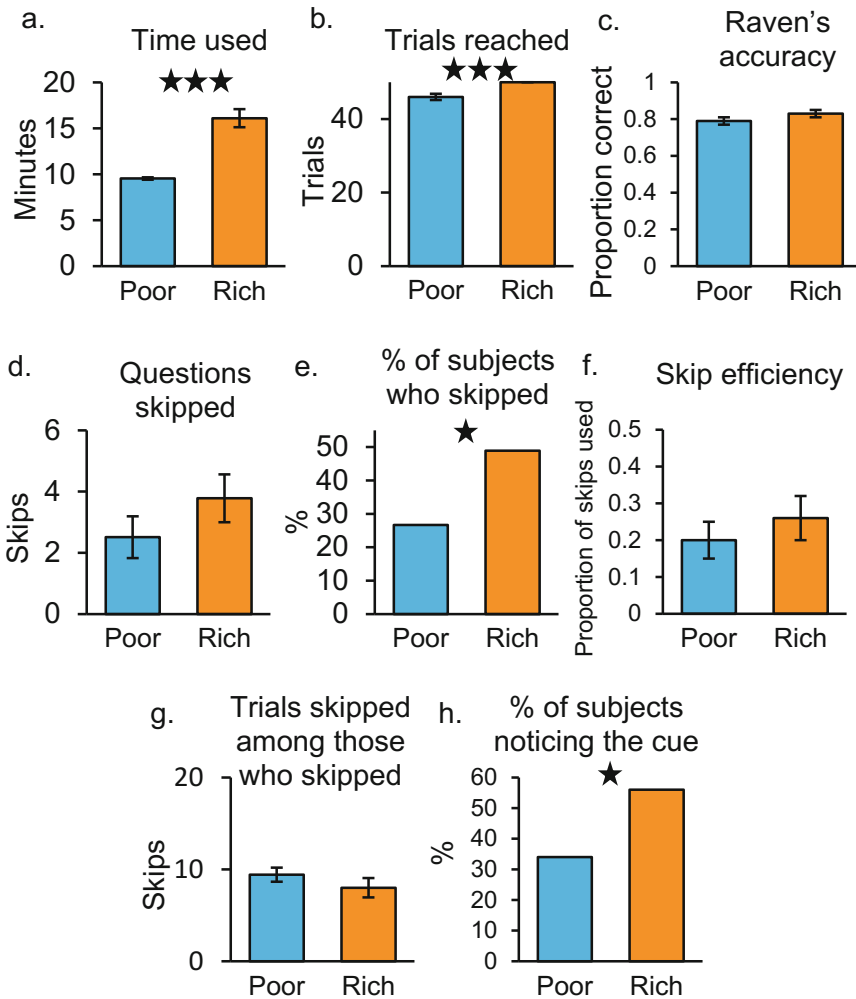 a.
Time used
★★★
20
15
10
5
0
Minutes
Poor Rich
b.
Trials reached
★★★
40
20
0
Trials
Poor Rich
c.
Raven's
accuracy
1
0.8
0.6
0.4
0.2
0
Proportion correct
Poor Rich
d.
Questions
skipped
6
4
2
0
Skips
Poor Rich
e.
% of subjects
who skipped
★
50
40
30
20
10
0
%
Poor Rich
f.
Skip efficiency
0.5
0.4
0.3
0.2
0.1
0
Proportion of skips used
Poor Rich
g.
Trials skipped
among those
who skipped
20
10
0
Skips
Poor Rich
h.
% of subjects
noticing the cue
★
60
50
40
30
20
10
0
%
Poor Rich